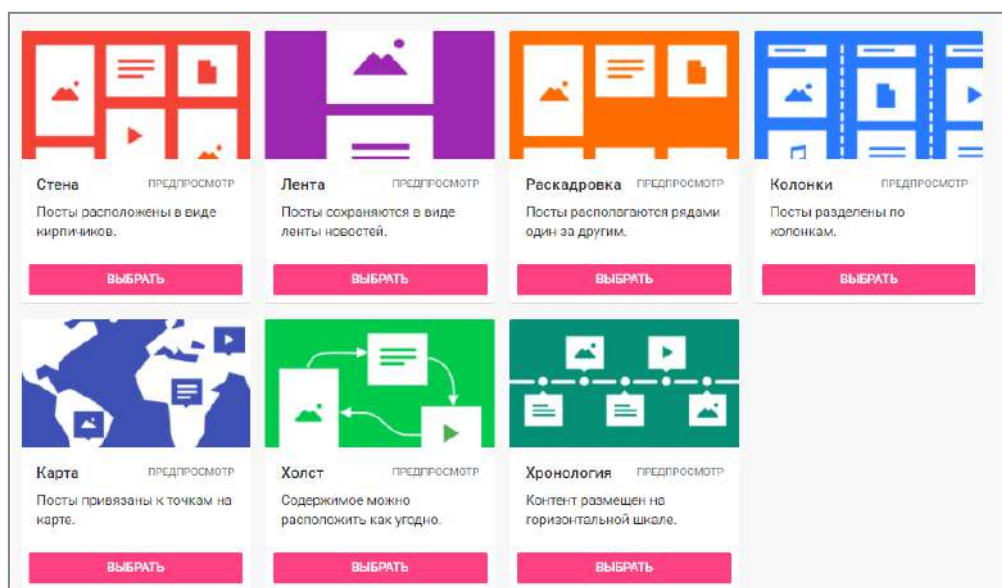 Стена ПРЕДПРОСМОТР
Посты расположены в виде
кирпичиков.
ВЫБРАТЬ
Лента ПРЕДПРОСМОТР
Посты сохраняются в виде
ленты новостей.
ВЫБРАТЬ
Раскадровка ПРЕДПРОСМОТР
Посты располагаются рядами
один за другим.
ВЫБРАТЬ
Колонки ПРЕДПРОСМОТР
Посты разделены по
колонкам.
ВЫБРАТЬ
Карта ПРЕДПРОСМОТР
Посты привязаны к точкам на
карте.
ВЫБРАТЬ
Холст ПРЕДПРОСМОТР
Содержимое можно
расположить как угодно.
ВЫБРАТЬ
Хронология ПРЕДПРОСМОТР
Контент размещен на
горизонтальной шкале.
ВЫБРАТЬ